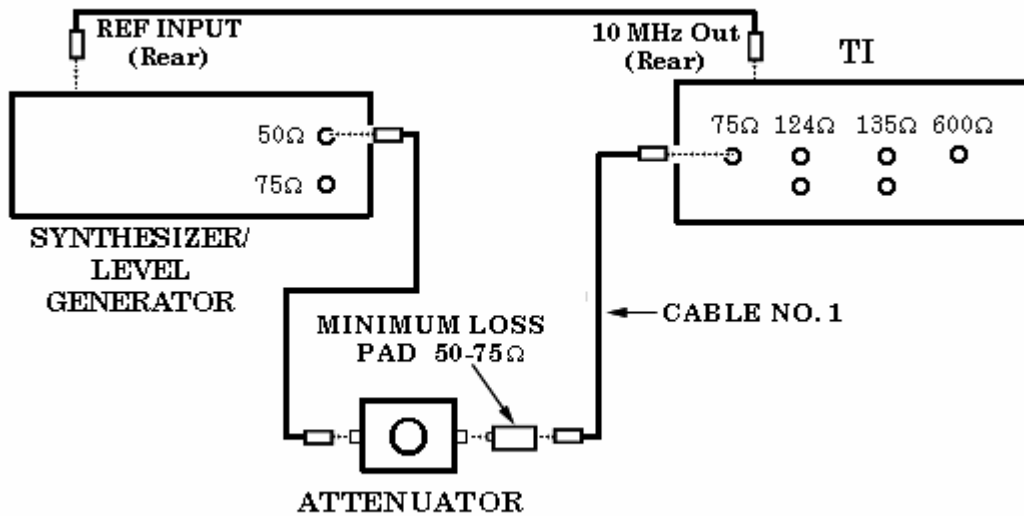 REF INPUT
(Rear)
10 MHz Out
(Rear)
TI
50Ω
75Ω
75Ω 124Ω 135Ω 600Ω
SYNTHESIZER/
LEVEL
GENERATOR
MINIMUM LOSS
PAD 50-75Ω
CABLE NO. 1
ATTENUATOR